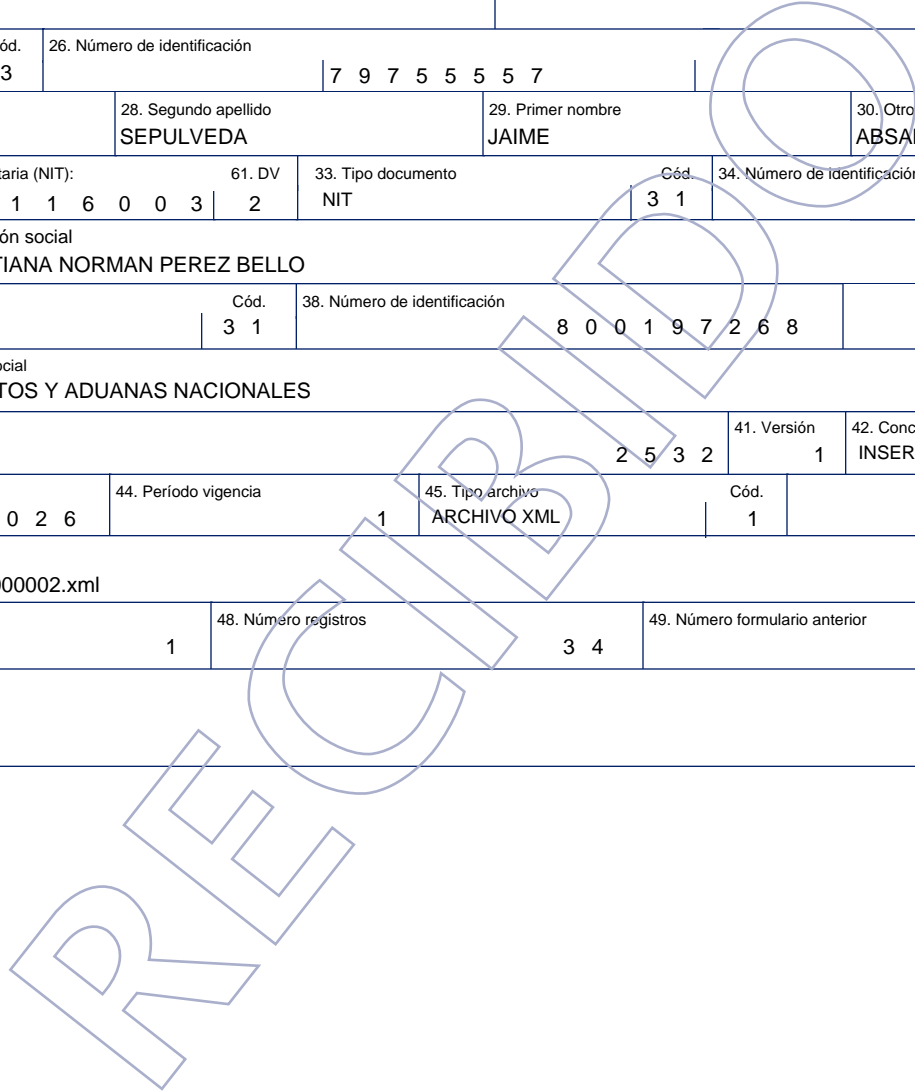 ód. 26. Número de identificación
3 7 9 7 5 5 5 5 7
28. Segundo apellido 29. Primer nombre 30. Otro
SEPULVEDA JAIME ABSA
taria (NIT): 61. DV 33. Tipo documento Cód. 34. Número de identificación
1 1 6 0 0 3 2 NIT 3 1
ón social
TIANA NORMAN PEREZ BELLO
Cód. 38. Número de identificación
3 1 8 0 0 1 9 7 2 6 8
ocial
TOS Y ADUANAS NACIONALES
41. Versión 42. Conc
2 5 3 2 1 INSER
44. Período vigencia 45. Tipo archivo Cód.
0 2 6 1 ARCHIVO XML 1
000002.xml
48. Número registros 49. Número formulario anterior
1 3 4
RECIBIDO